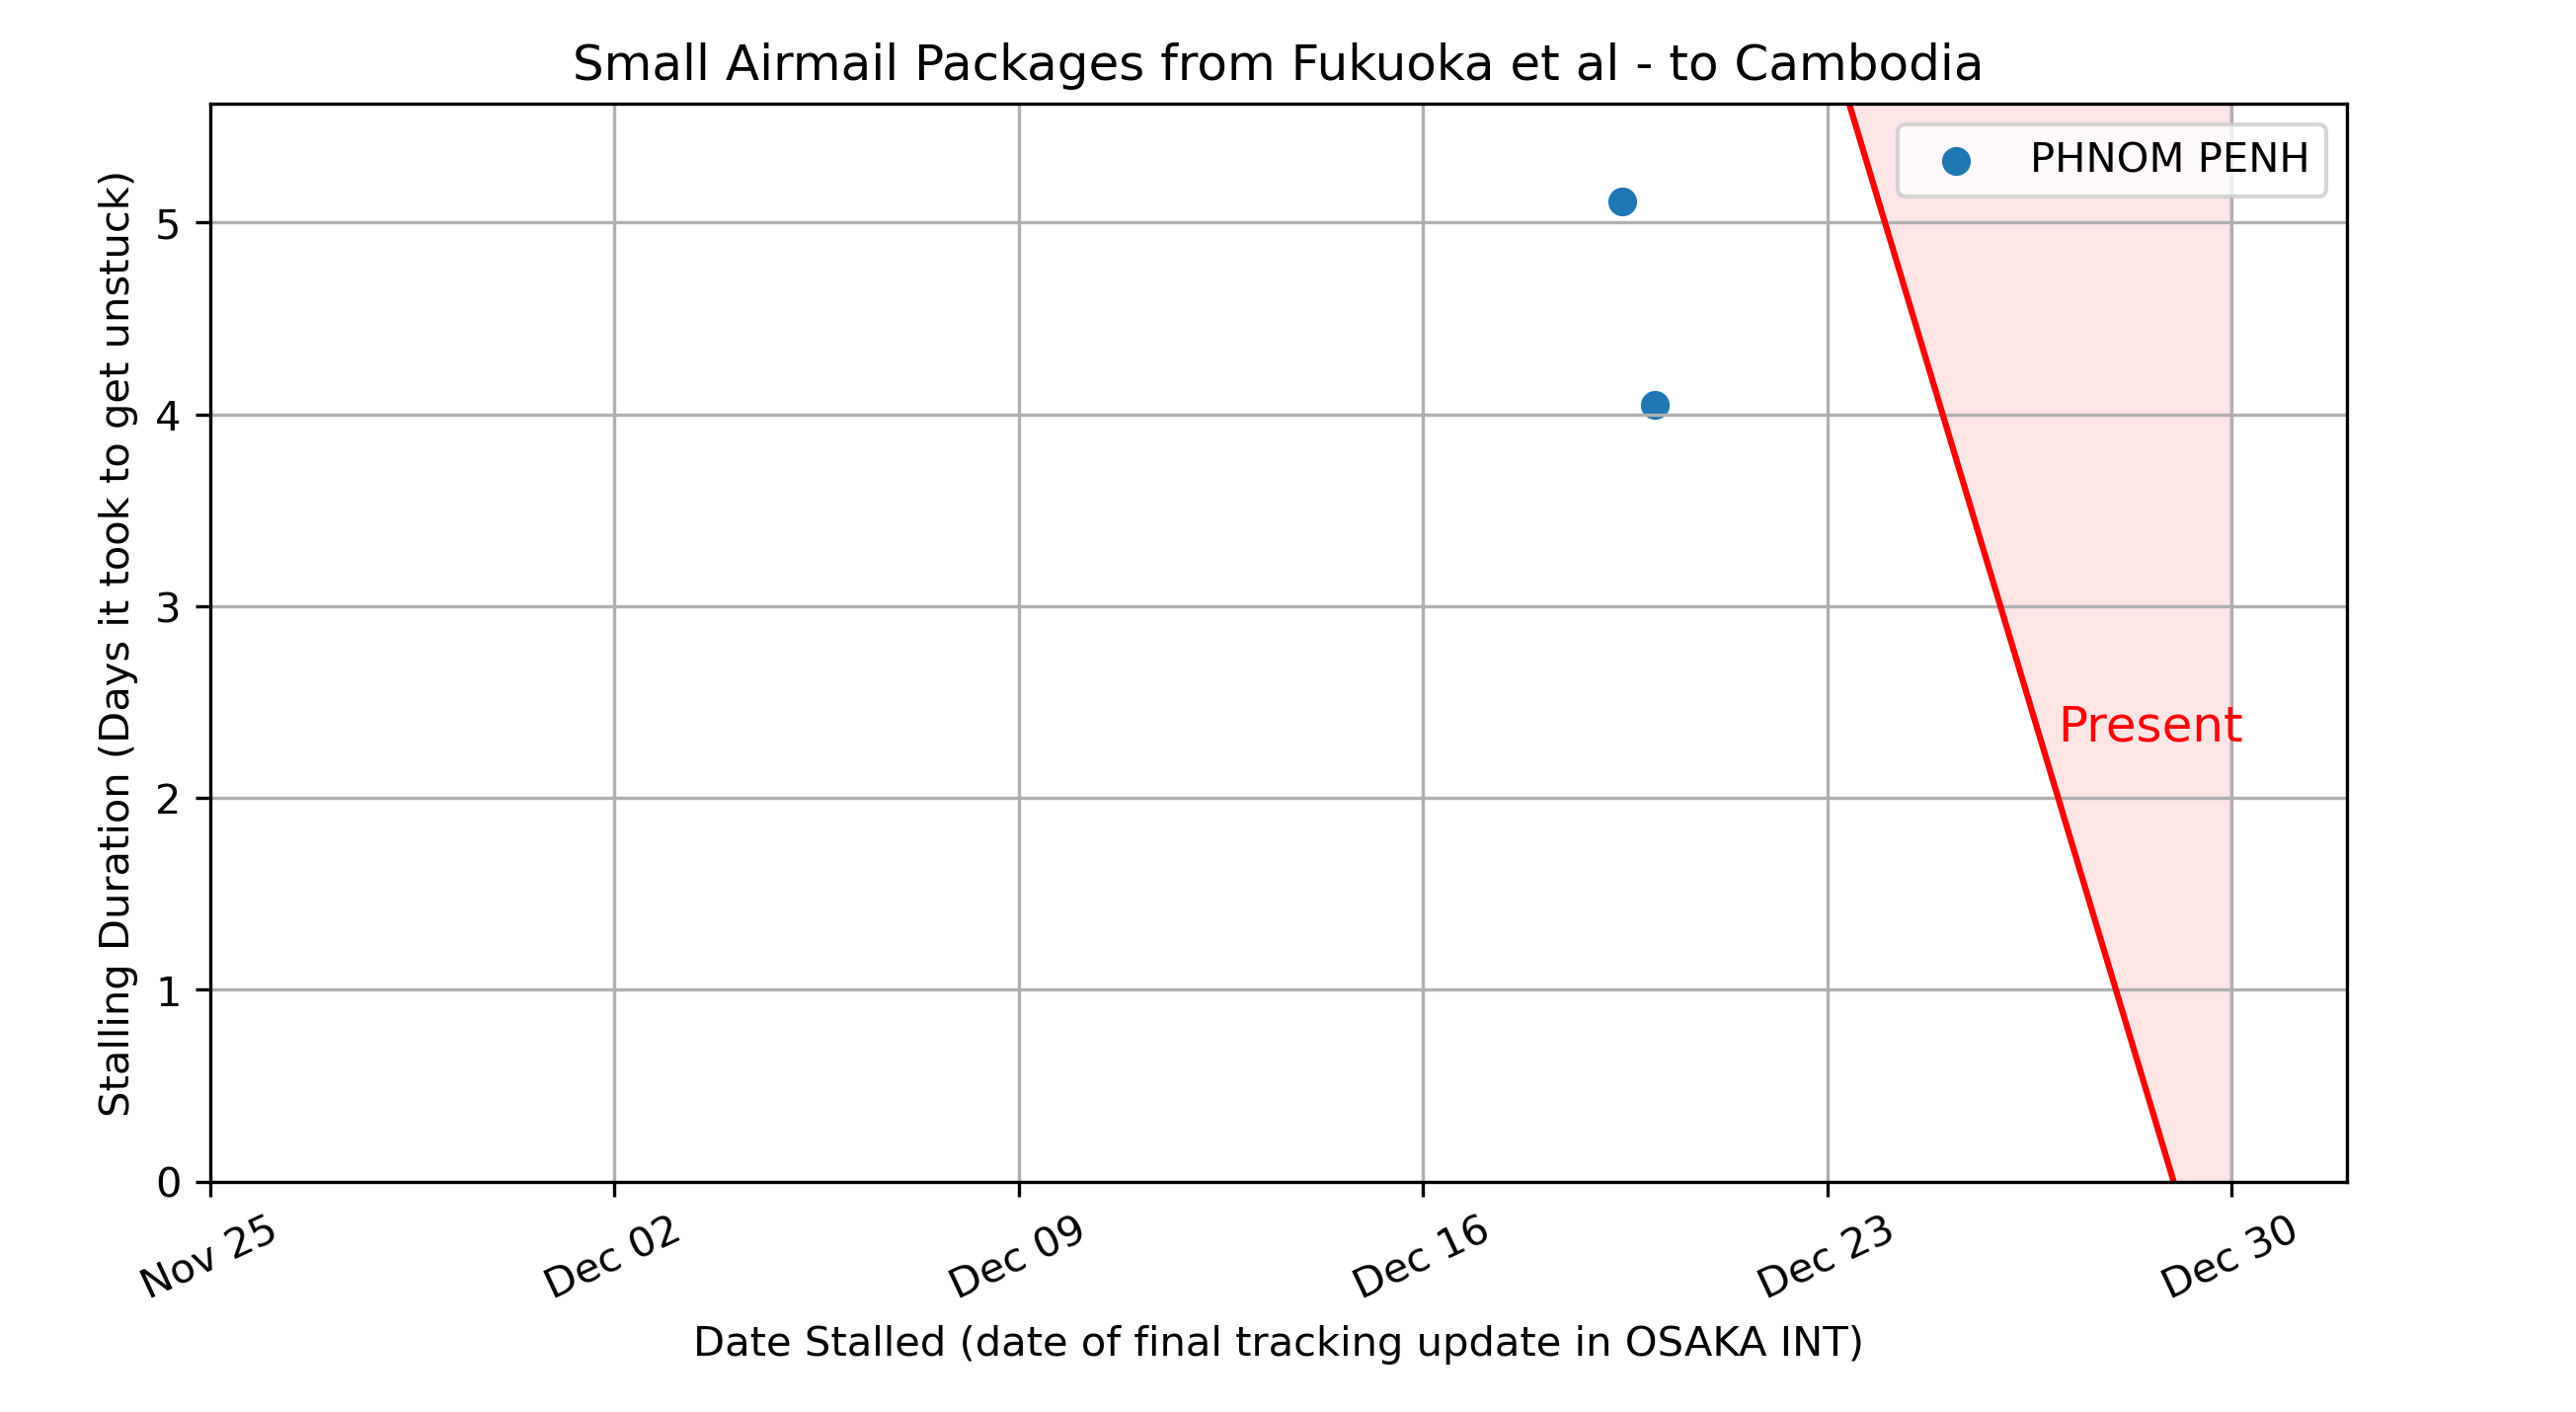 Small Airmail Packages from Fukuoka et al - to Cambodia
PHNOM PENH
Stalling Duration (Days it took to get unstuck)
5
4
3
2
1
0
Present
Nov 25
Dec 02
Dec 09
Dec 16
Dec 23
Dec 30
Date Stalled (date of final tracking update in OSAKA INT)